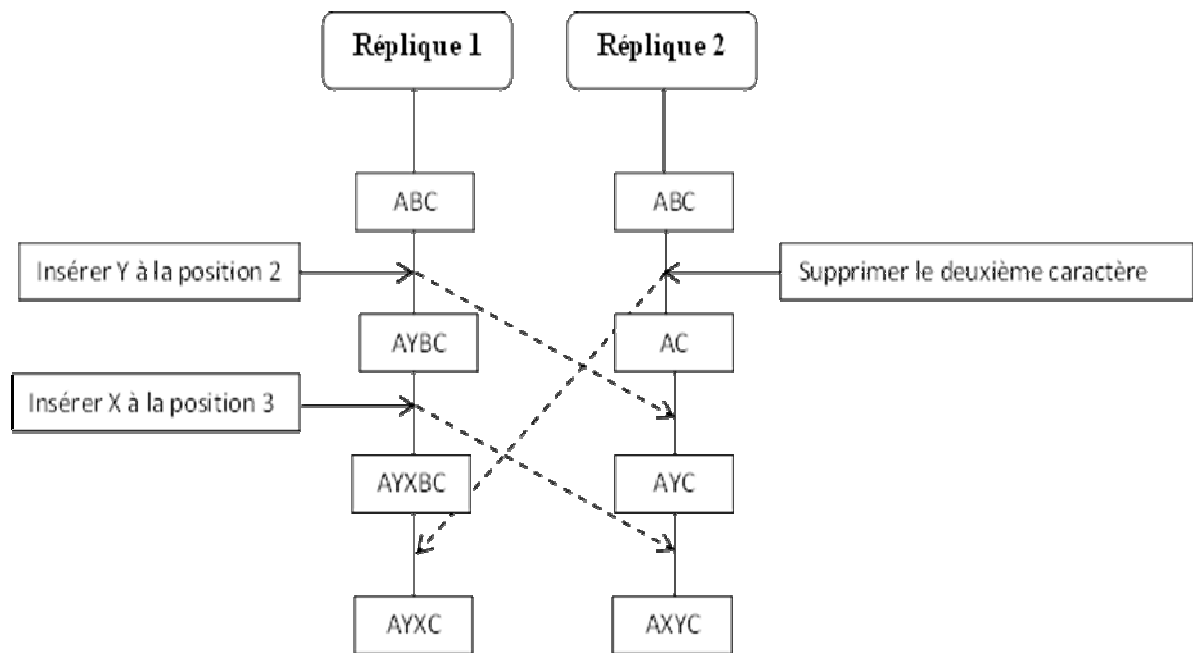 Réplique 1
Réplique 2
ABC
ABC
Insérer Y à la position 2
Supprimer le deuxième caractère
AYBC
AC
Insérer X à la position 3
AYXBC
AYC
AYXC
AXYC